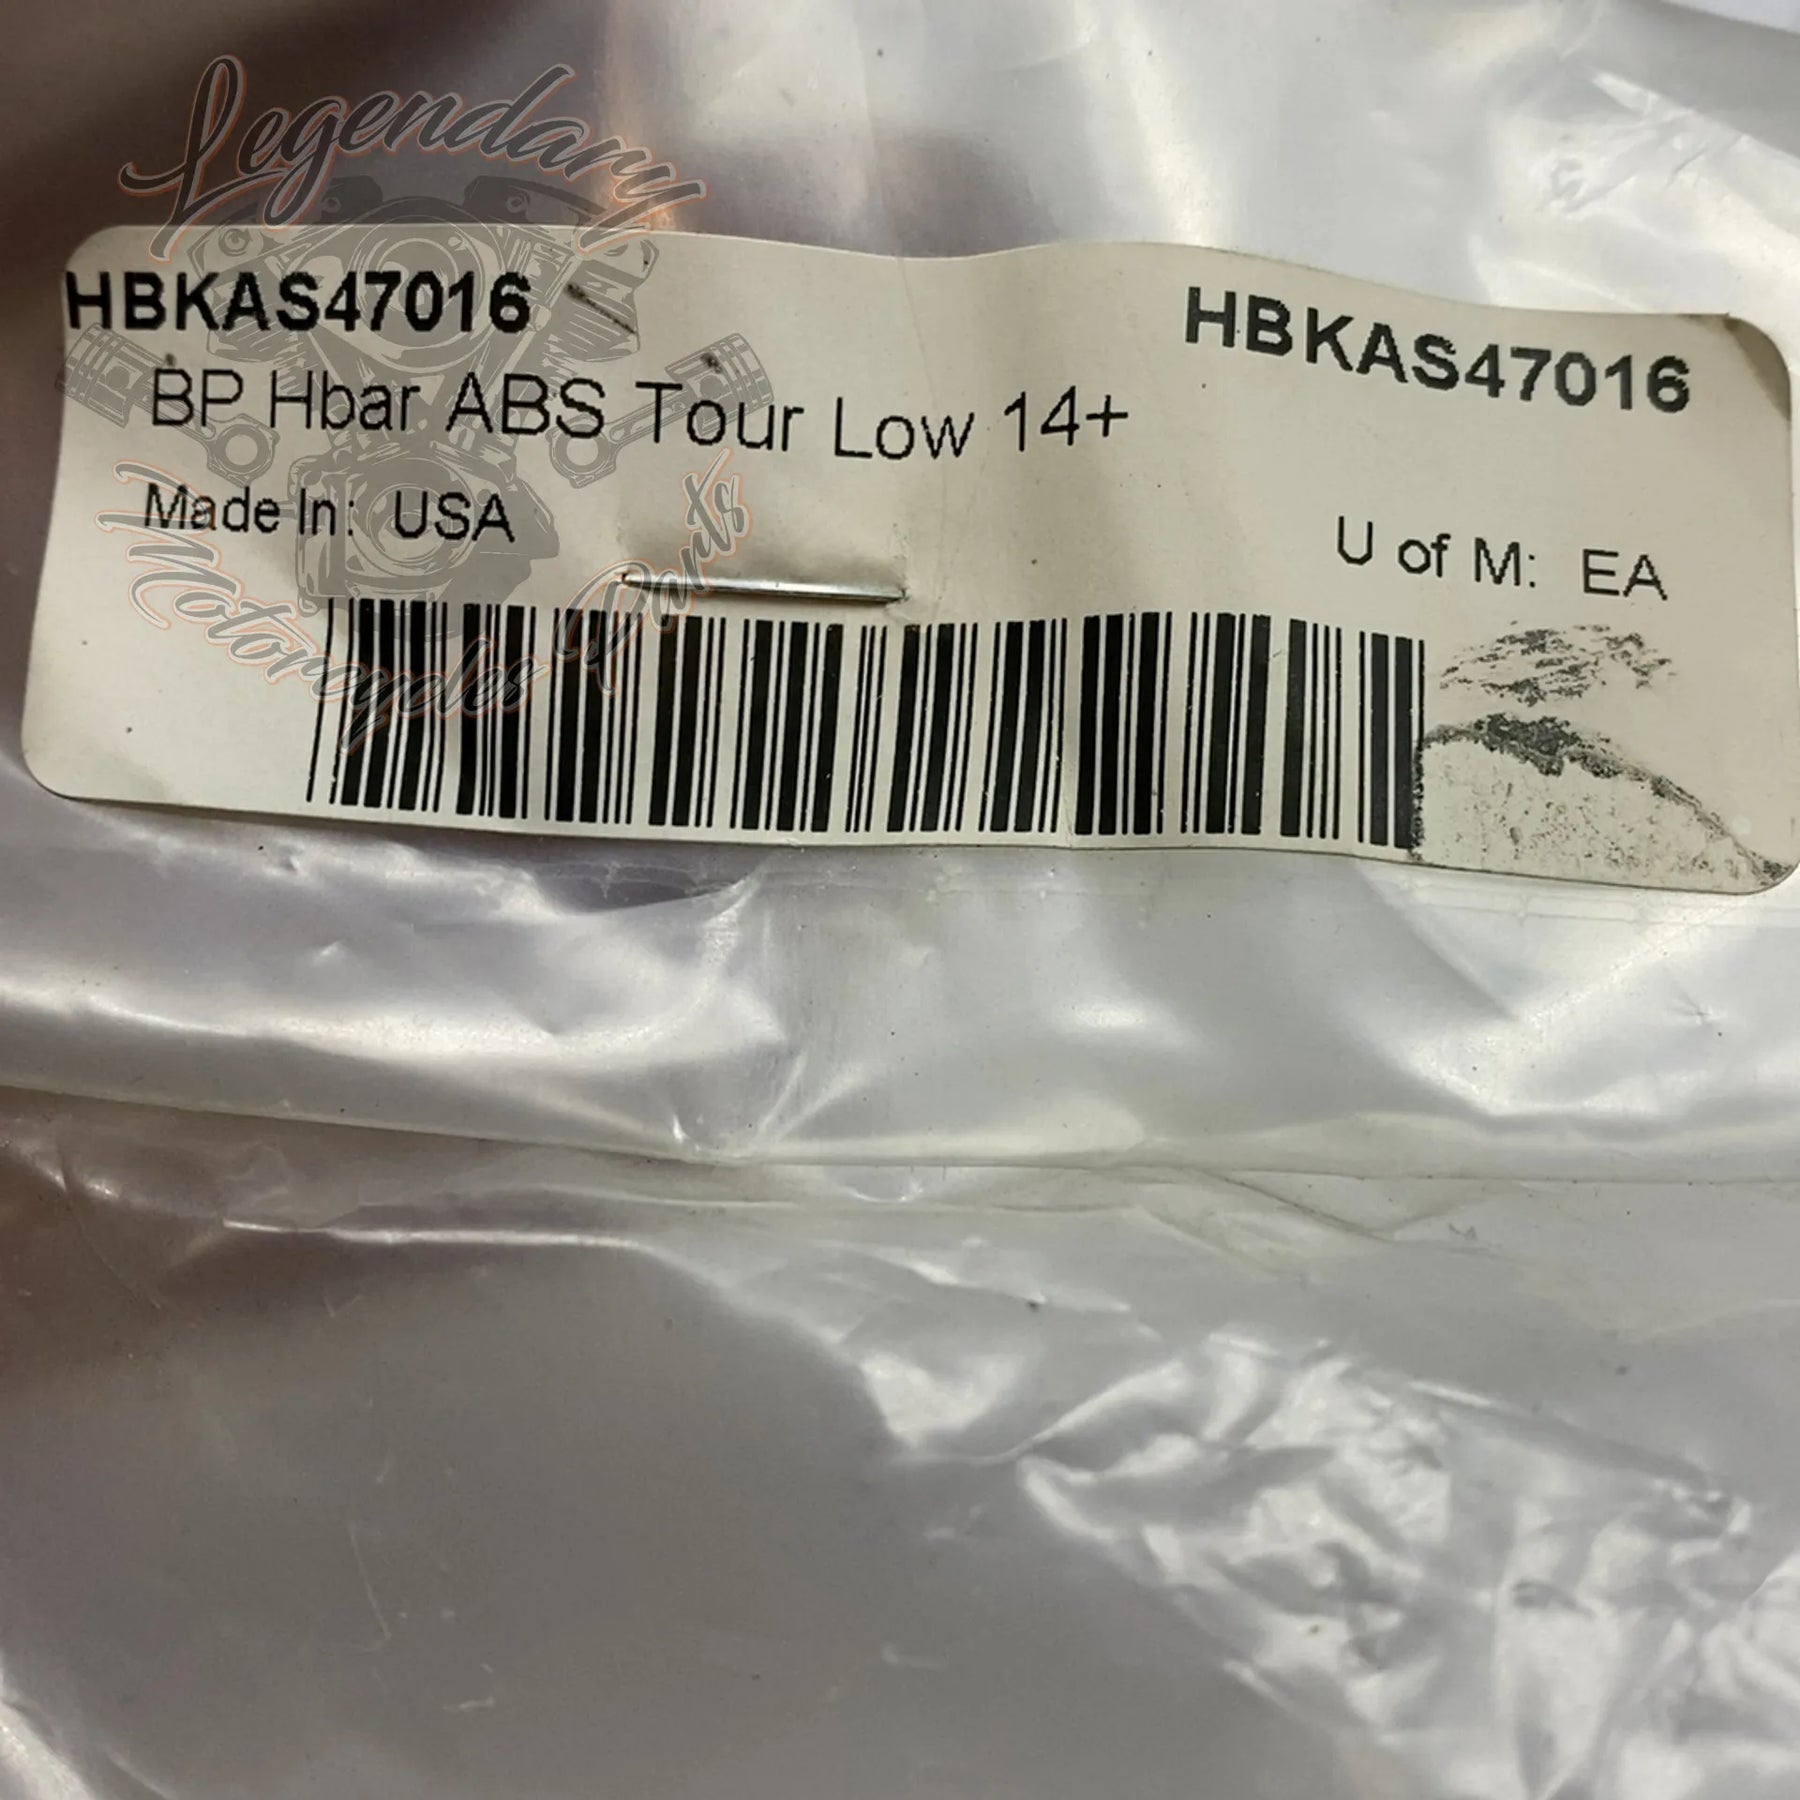 Legendary
HBKAS47016
HBKAS47016
BP Hbar ABS Tour Low 14+
Made In: USA
U of M: EA
Motorcycles Parts